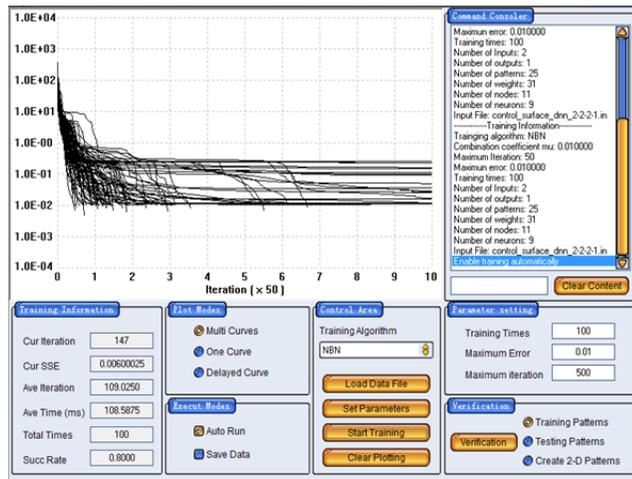 1.0E+04
1.0E+03
1.0E+02
1.0E+01
1.0E-00
1.0E-01
1.0E-02
1.0E-03
1.0E-04
0 1 2 3 4 5 6 7 8 9 10
Iteration [ × 50 ]
Command Consoler
Maximun error: 0.010000
Training times: 100
Number of Inputs: 2
Number of outputs: 1
Number of patterns: 25
Number of weights: 31
Number of nodes: 11
Number of neurons: 9
Input File: control_surface_dnn_2-2-2-1.in
--------------Training Information--------------
Trainging algorithm: NBN
Combination coefficient mu: 0.010000
Maximum Iteration: 50
Maximun error: 0.010000
Training times: 100
Number of Inputs: 2
Number of outputs: 1
Number of patterns: 25
Number of weights: 31
Number of nodes: 11
Number of neurons: 9
Input File: control_surface_dnn_2-2-2-1.in
Enable training automatically
Clear Content
Training Information
Cur Iteration 147
Cur SSE 0.00600025
Ave Iteration 109.0250
Ave Time (ms) 108.5875
Total Times 100
Succ Rate 0.8000
Plot Modes
Multi Curves
One Curve
Delayed Curve
Execut Modes
Auto Run
Save Data
Control Area
Training Algorithm
NBN
Load Data File
Set Parameters
Start Training
Clear Plotting
Parameter setting
Training Times 100
Maximum Error 0.01
Maximum iteration 500
Verification
Verification
Training Patterns
Testing Patterns
Create 2-D Patterns